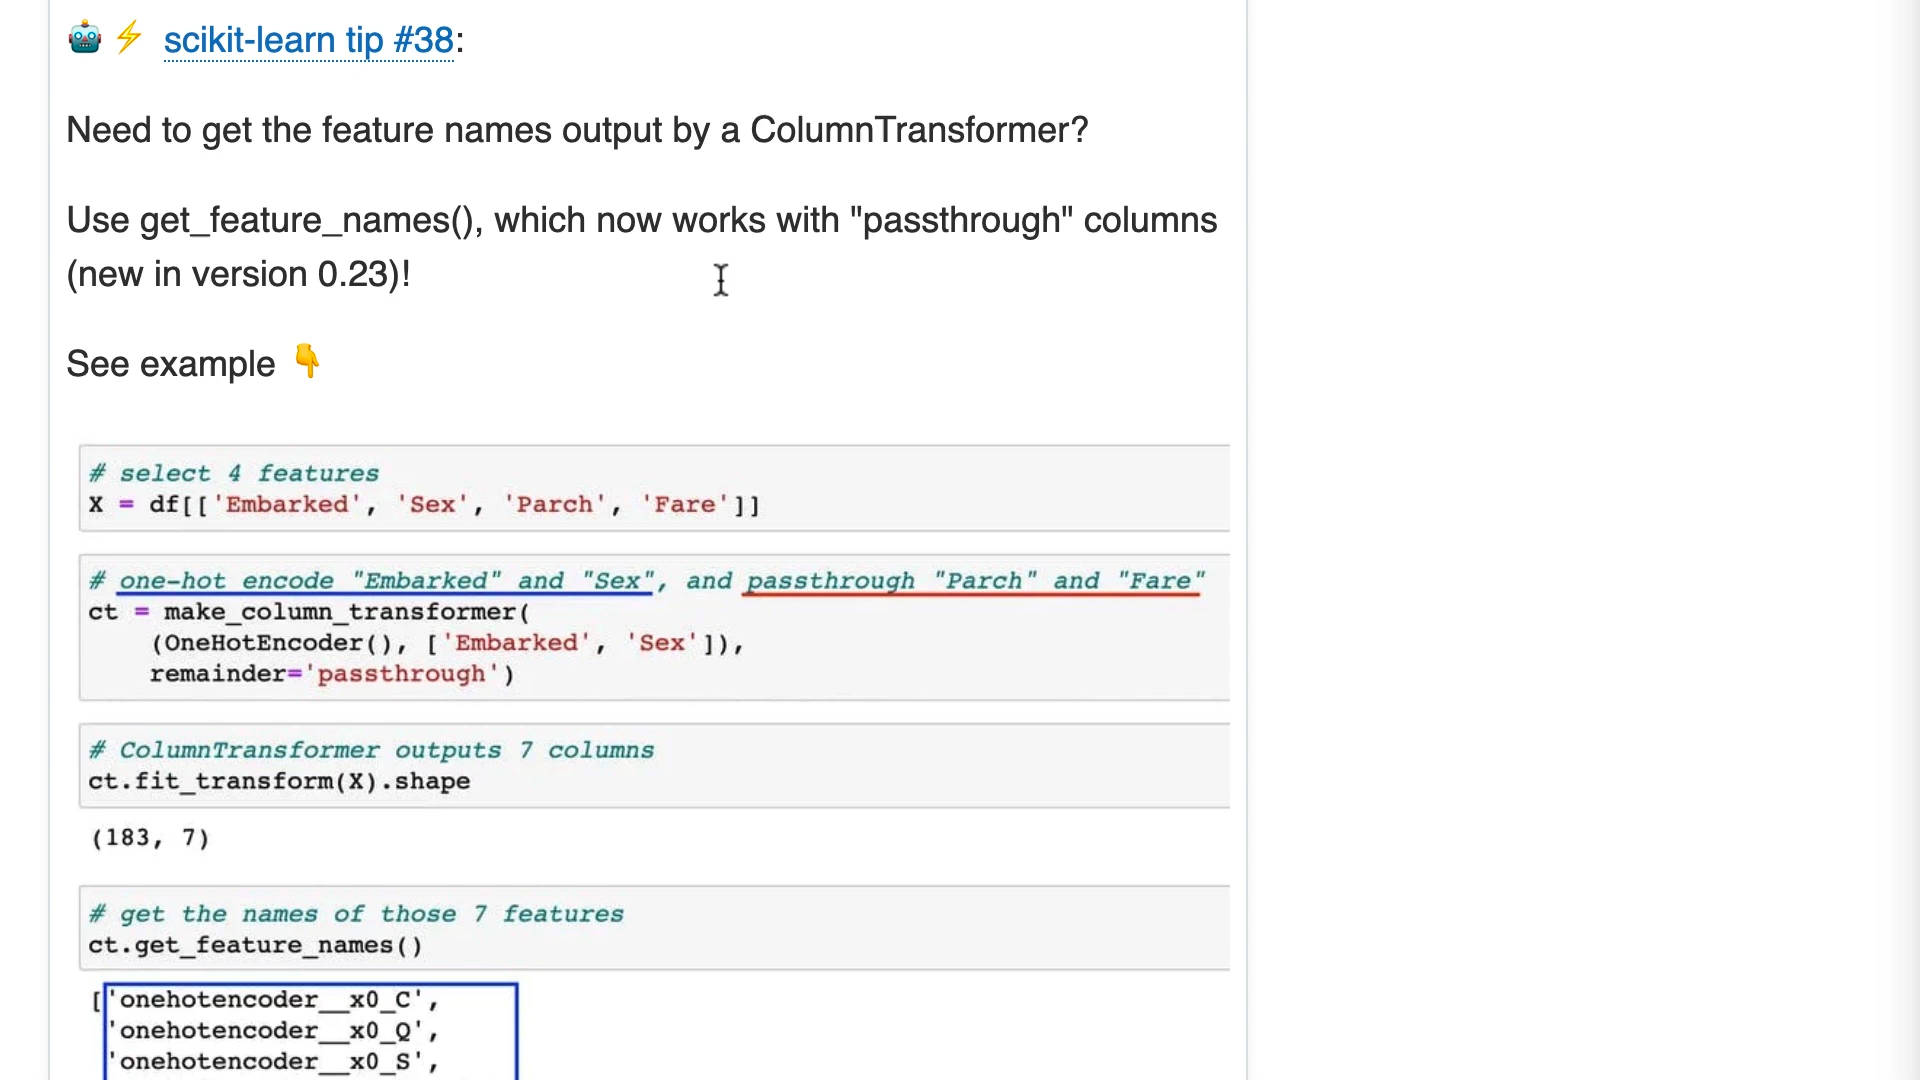 🤖⚡ scikit-learn tip #38:
Need to get the feature names output by a ColumnTransformer?
Use get_feature_names(), which now works with "passthrough" columns
(new in version 0.23)!
See example 👇
# select 4 features
X = df[['Embarked', 'Sex', 'Parch', 'Fare']]
# one-hot encode "Embarked" and "Sex", and passthrough "Parch" and "Fare"
ct = make_column_transformer(
    (OneHotEncoder(), ['Embarked', 'Sex']),
    remainder='passthrough')
# ColumnTransformer outputs 7 columns
ct.fit_transform(X).shape
(183, 7)
# get the names of those 7 features
ct.get_feature_names()
['onehotencoder__x0_C',
 'onehotencoder__x0_Q',
 'onehotencoder__x0_S',